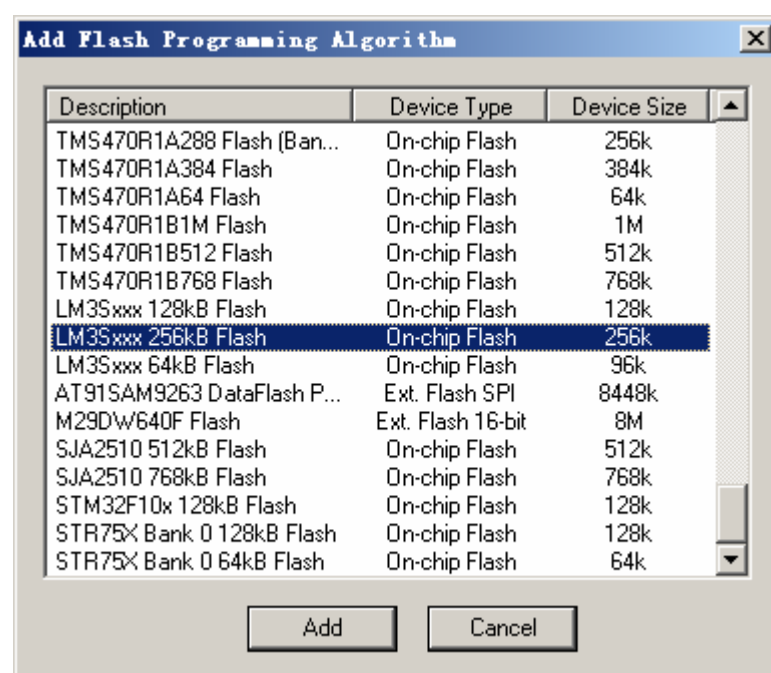 Add Flash Programming Algorithm
Description Device Type Device Size
TMS470R1A288 Flash (Ban... On-chip Flash 256k
TMS470R1A384 Flash On-chip Flash 384k
TMS470R1A64 Flash On-chip Flash 64k
TMS470R1B1M Flash On-chip Flash 1M
TMS470R1B512 Flash On-chip Flash 512k
TMS470R1B768 Flash On-chip Flash 768k
LM3Sxxx 128kB Flash On-chip Flash 128k
LM3Sxxx 256kB Flash On-chip Flash 256k
LM3Sxxx 64kB Flash On-chip Flash 96k
AT91SAM9263 DataFlash P... Ext. Flash SPI 8448k
M29DW640F Flash Ext. Flash 16-bit 8M
SJA2510 512kB Flash On-chip Flash 512k
SJA2510 768kB Flash On-chip Flash 768k
STM32F10x 128kB Flash On-chip Flash 128k
STR75X Bank 0 128kB Flash On-chip Flash 128k
STR75X Bank 0 64kB Flash On-chip Flash 64k
Add Cancel